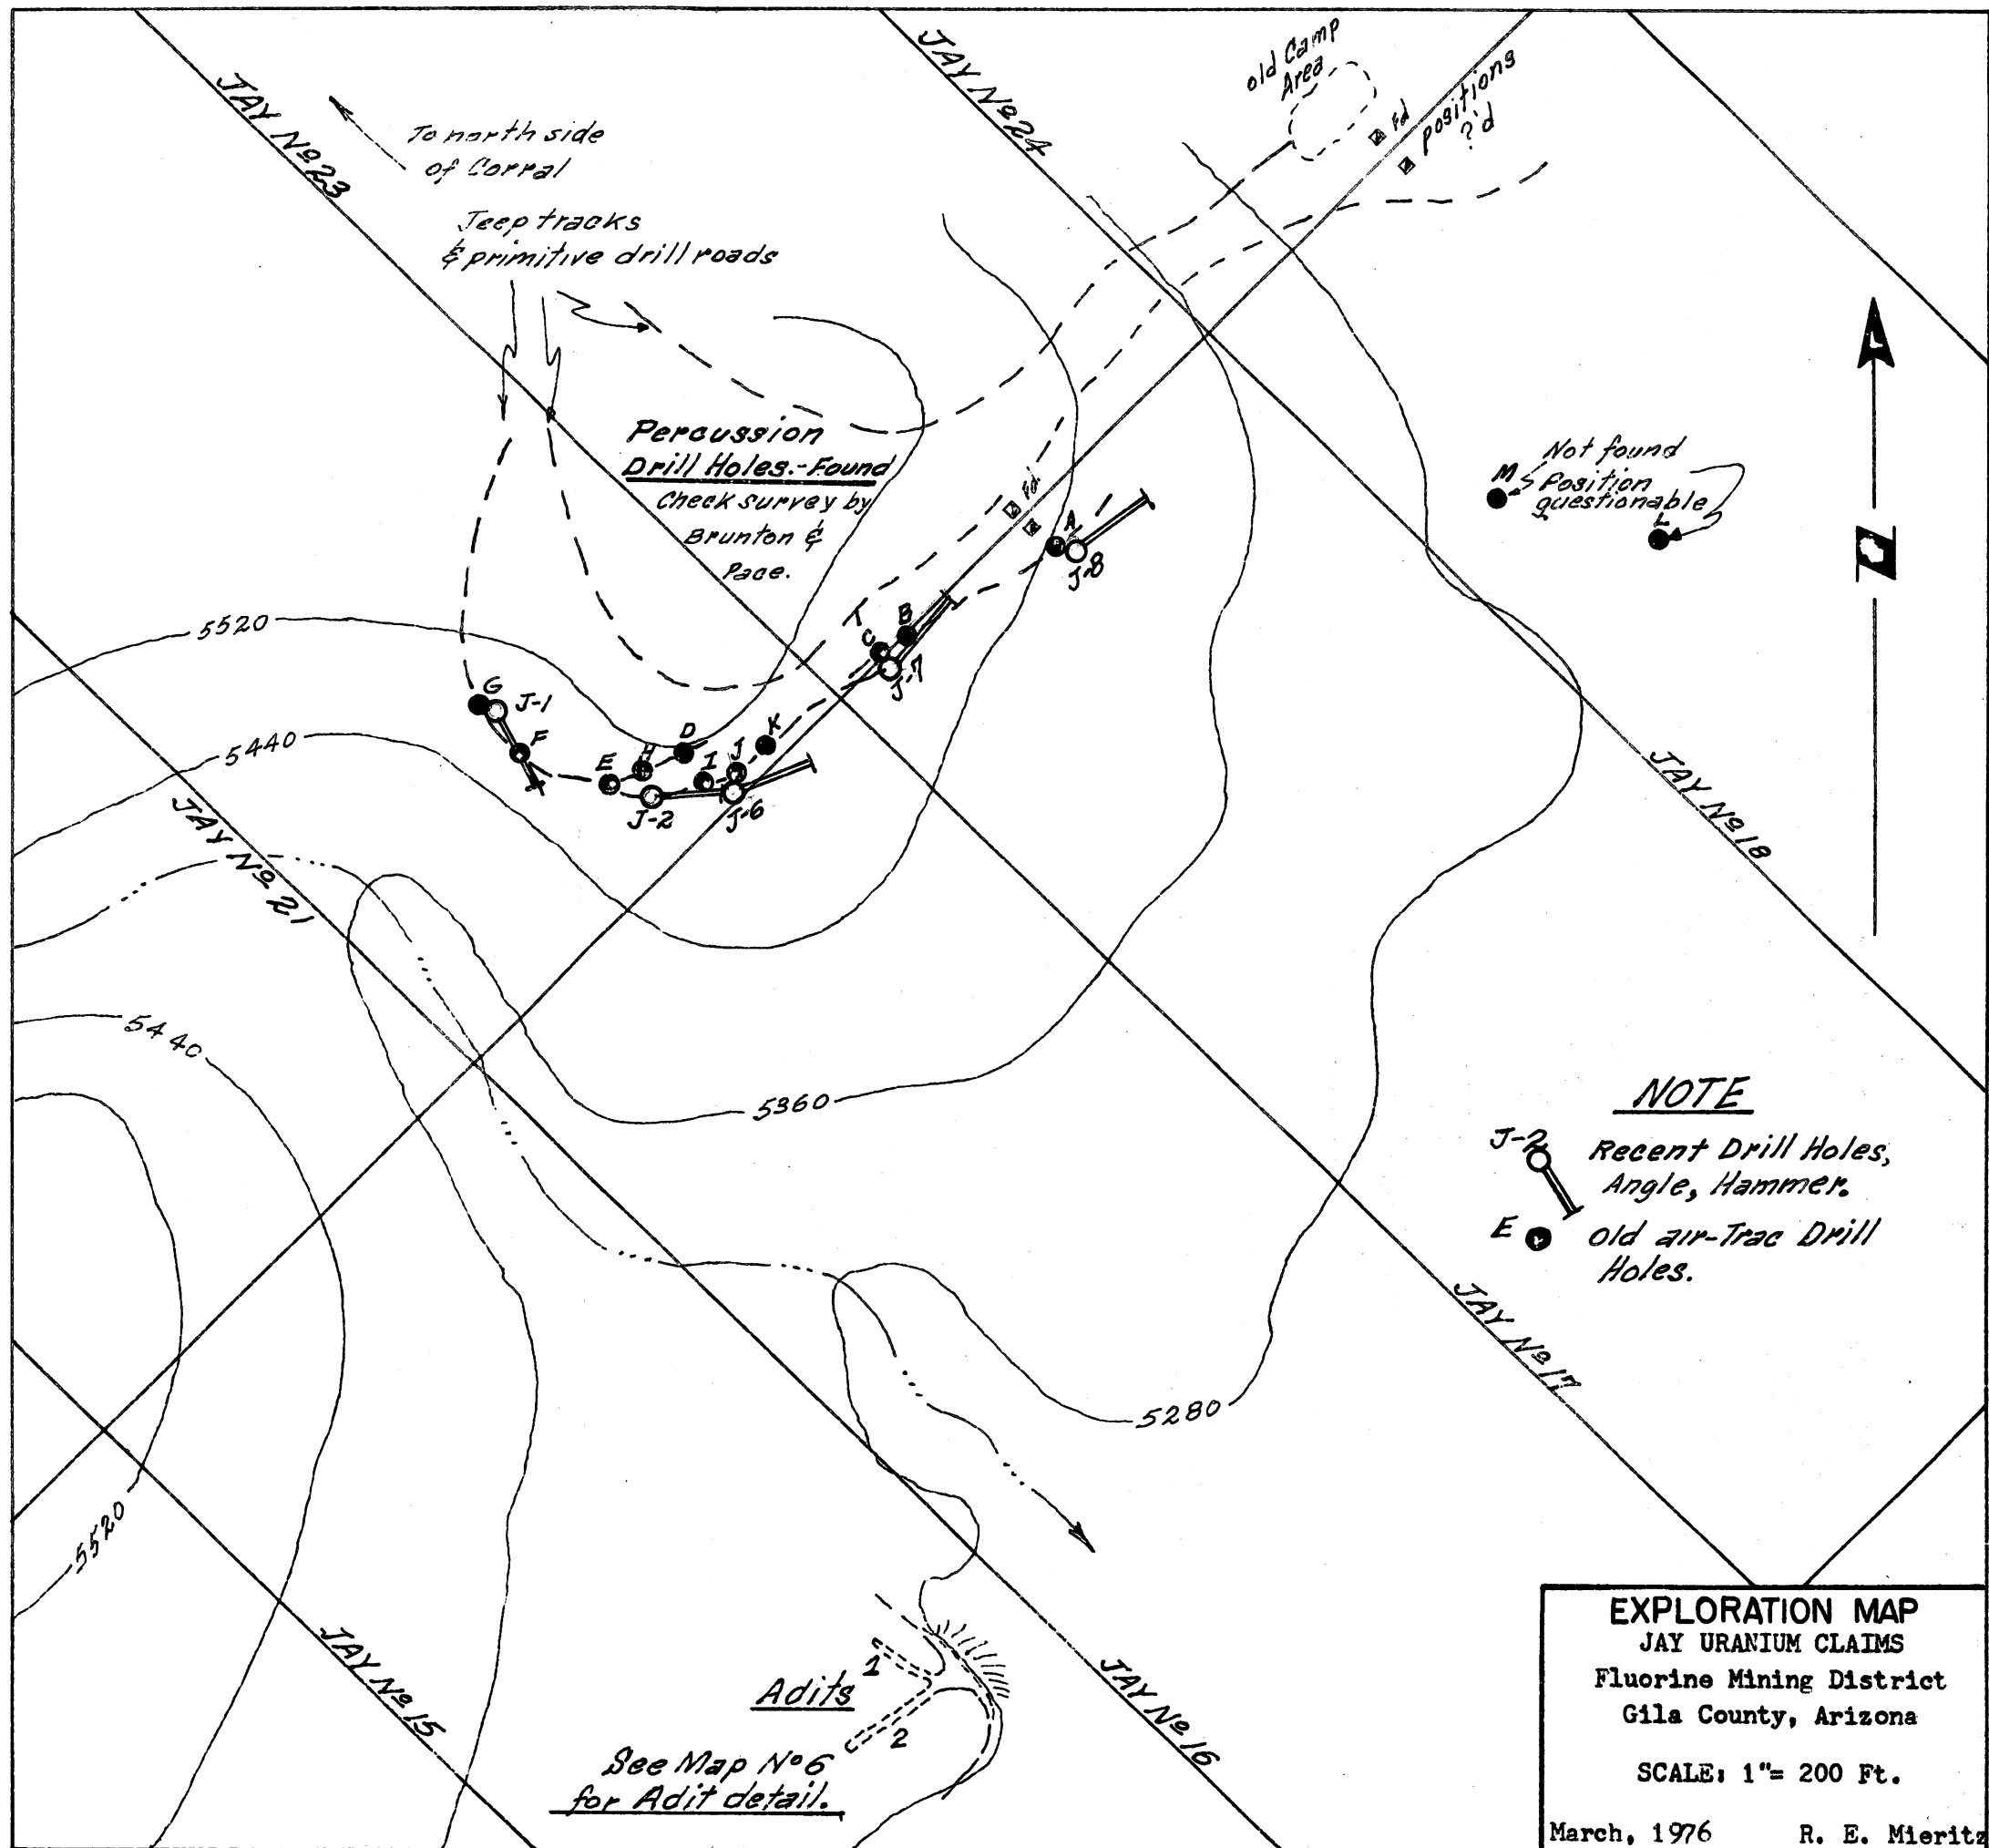 JAY Nº 23
To north side
of Corral
Jeep tracks
& primitive drill roads
JAY Nº 24
old Camp
Area
Fd
positions
?'d
Percussion
Drill Holes.-Found
Check survey by
Brunton &
Pace.
Fd.
A
J-8
Not found
Position
questionable
M
L
N
5520
B
C
J-7
G
J-1
F
E
H
D
I
J
K
J-2
J-6
5440
JAY Nº 21
JAY Nº 18
5440
5360
NOTE
J-2
Recent Drill Holes,
Angle, Hammer.
E
old air-Trac Drill
Holes.
JAY Nº 17
5280
5520
JAY Nº 15
Adits
1
2
See Map Nº 6
for Adit detail.
JAY Nº 16
EXPLORATION MAP
JAY URANIUM CLAIMS
Fluorine Mining District
Gila County, Arizona
SCALE: 1"= 200 Ft.
March, 1976 R. E. Mieritz